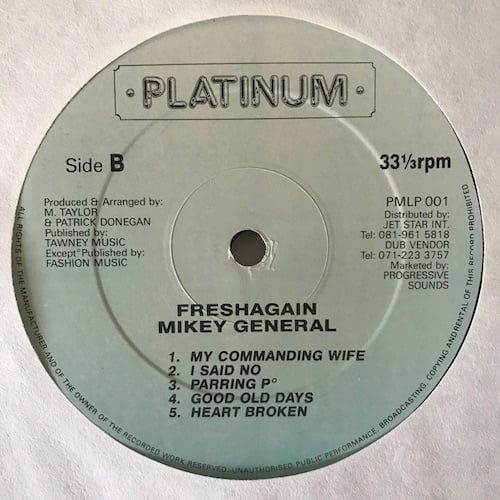 PLATINUM
Side B
33⅓rpm
Produced & Arranged by:
M. TAYLOR
& PATRICK DONEGAN
Published by:
TAWNEY MUSIC
Except°Published by:
FASHION MUSIC
PMLP 001
Distributed by:
JET STAR INT.
Tel: 081-961 5818
DUB VENDOR
Tel: 071-223 3757
Marketed by:
PROGRESSIVE
SOUNDS
FRESHAGAIN
MIKEY GENERAL
1. MY COMMANDING WIFE
2. I SAID NO
3. PARRING P°
4. GOOD OLD DAYS
5. HEART BROKEN
ALL RIGHTS OF THE MANUFACTURER AND OF THE OWNER OF THE RECORDED WORK RESERVED-UNAUTHORISED PUBLIC PERFORMANCE, BROADCASTING, COPYING AND RENTAL OF THIS RECORD PROHIBITED